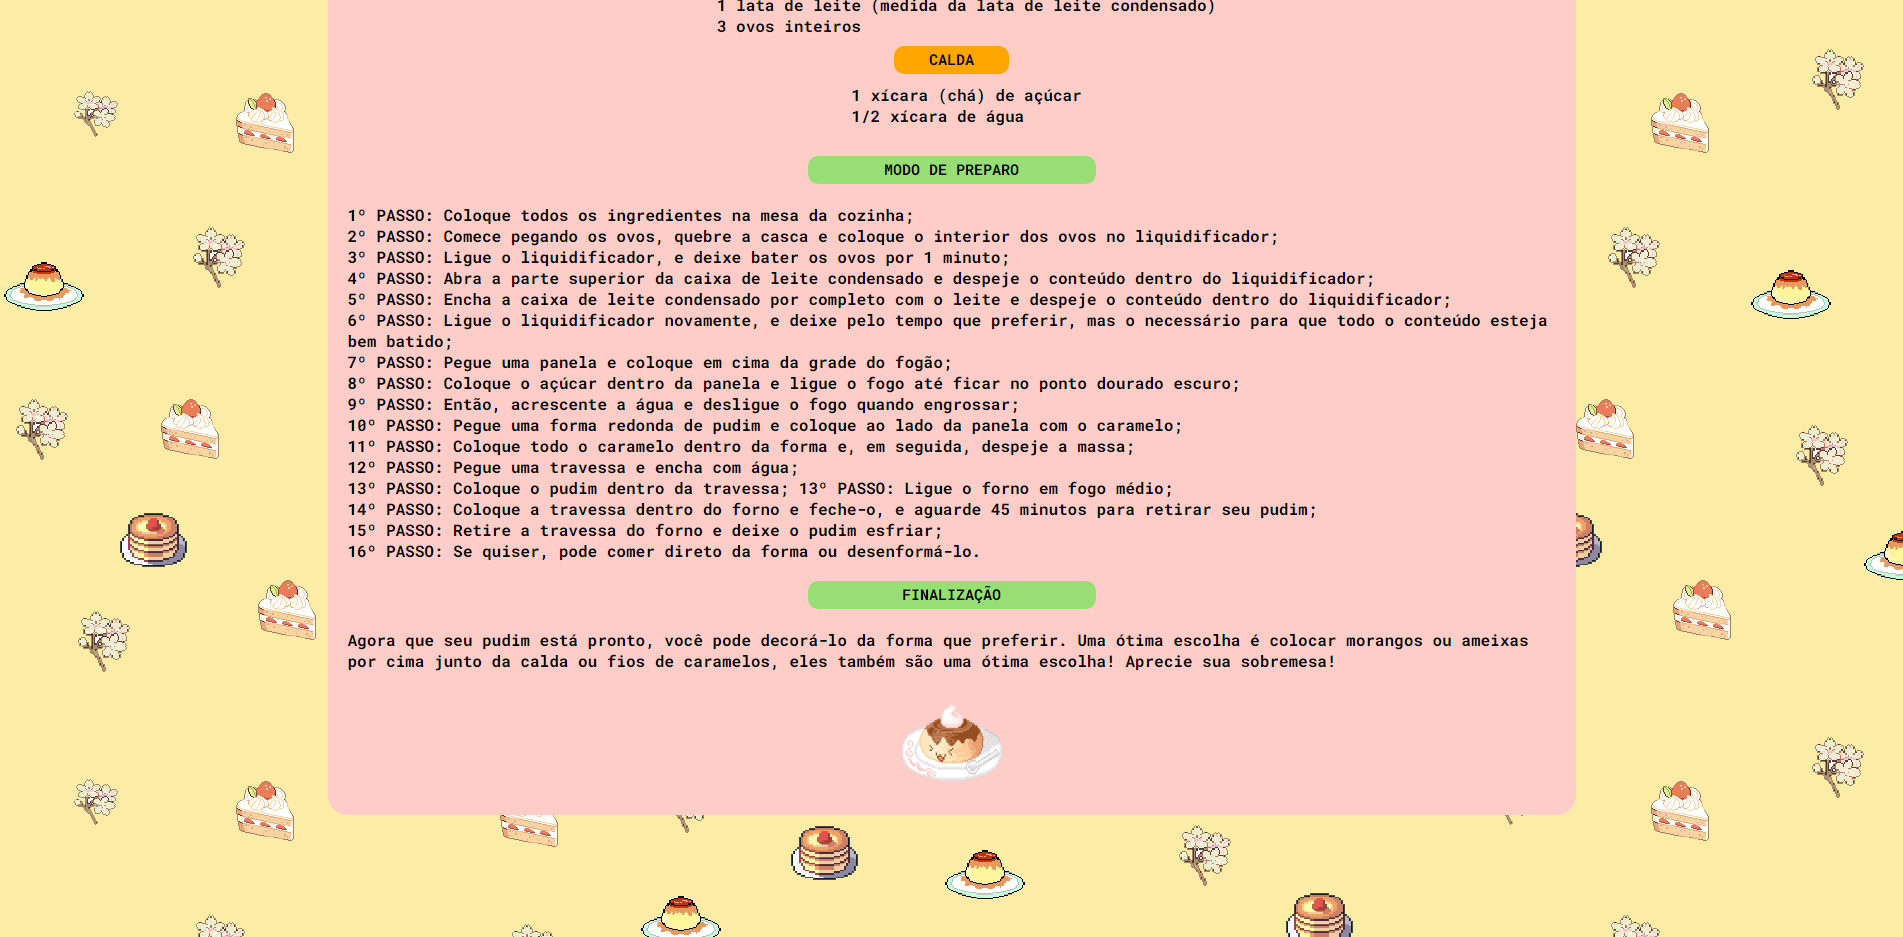 1 lata de leite (medida da lata de leite condensado)
3 ovos inteiros
CALDA
1 xícara (chá) de açúcar
1/2 xícara de água
MODO DE PREPARO
1º PASSO: Coloque todos os ingredientes na mesa da cozinha;
2º PASSO: Comece pegando os ovos, quebre a casca e coloque o interior dos ovos no liquidificador;
3º PASSO: Ligue o liquidificador, e deixe bater os ovos por 1 minuto;
4º PASSO: Abra a parte superior da caixa de leite condensado e despeje o conteúdo dentro do liquidificador;
5º PASSO: Encha a caixa de leite condensado por completo com o leite e despeje o conteúdo dentro do liquidificador;
6º PASSO: Ligue o liquidificador novamente, e deixe pelo tempo que preferir, mas o necessário para que todo o conteúdo esteja
bem batido;
7º PASSO: Pegue uma panela e coloque em cima da grade do fogão;
8º PASSO: Coloque o açúcar dentro da panela e ligue o fogo até ficar no ponto dourado escuro;
9º PASSO: Então, acrescente a água e desligue o fogo quando engrossar;
10º PASSO: Pegue uma forma redonda de pudim e coloque ao lado da panela com o caramelo;
11º PASSO: Coloque todo o caramelo dentro da forma e, em seguida, despeje a massa;
12º PASSO: Pegue uma travessa e encha com água;
13º PASSO: Coloque o pudim dentro da travessa; 13º PASSO: Ligue o forno em fogo médio;
14º PASSO: Coloque a travessa dentro do forno e feche-o, e aguarde 45 minutos para retirar seu pudim;
15º PASSO: Retire a travessa do forno e deixe o pudim esfriar;
16º PASSO: Se quiser, pode comer direto da forma ou desenformá-lo.
FINALIZAÇÃO
Agora que seu pudim está pronto, você pode decorá-lo da forma que preferir. Uma ótima escolha é colocar morangos ou ameixas
por cima junto da calda ou fios de caramelos, eles também são uma ótima escolha! Aprecie sua sobremesa!